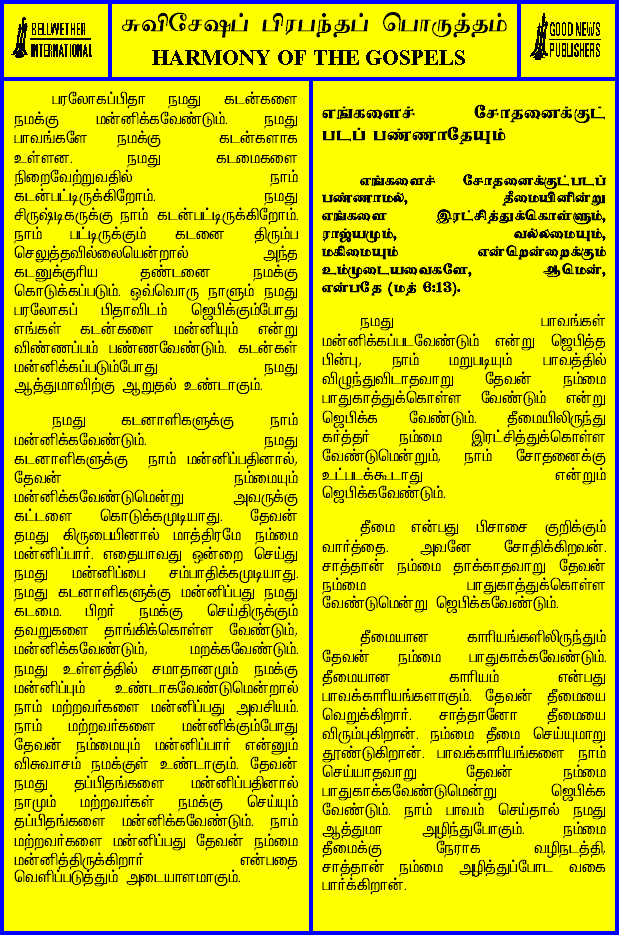 BELLWETHER
INTERNATIONAL
சுவிசேஷப் பிரபந்தப் பொருத்தம்
HARMONY OF THE GOSPELS
GOOD NEWS
PUBLISHERS
பரலோகப்பிதா நமது கடன்களை
நமக்கு மன்னிக்கவேண்டும். நமது
பாவங்களே நமக்கு கடன்களாக
உள்ளன. நமது கடமைகளை
நிறைவேற்றுவதில் நாம்
கடன்பட்டிருக்கிறோம். நமது
சிருஷ்டிகருக்கு நாம் கடன்பட்டிருக்கிறோம்.
நாம் பட்டிருக்கும் கடனை திரும்ப
செலுத்தவில்லையென்றால் அந்த
கடனுக்குரிய தண்டனை நமக்கு
கொடுக்கப்படும். ஒவ்வொரு நாளும் நமது
பரலோகப் பிதாவிடம் ஜெபிக்கும்போது
எங்கள் கடன்களை மன்னியும் என்று
விண்ணப்பம் பண்ணவேண்டும். கடன்கள்
மன்னிக்கப்படும்போது நமது
ஆத்துமாவிற்கு ஆறுதல் உண்டாகும்.
நமது கடனாளிகளுக்கு நாம்
மன்னிக்கவேண்டும். நமது
கடனாளிகளுக்கு நாம் மன்னிப்பதினால்,
தேவன் நம்மையும்
மன்னிக்கவேண்டுமென்று அவருக்கு
கட்டளை கொடுக்கமுடியாது. தேவன்
தமது கிருபையினால் மாத்திரமே நம்மை
மன்னிப்பார். எதையாவது ஒன்றை செய்து
நமது மன்னிப்பை சம்பாதிக்கமுடியாது.
நமது கடனாளிகளுக்கு மன்னிப்பது நமது
கடமை. பிறர் நமக்கு செய்திருக்கும்
தவறுகளை தாங்கிக்கொள்ள வேண்டும்,
மன்னிக்கவேண்டும், மறக்கவேண்டும்.
நமது உள்ளத்தில் சமாதானமும் நமக்கு
மன்னிப்பும் உண்டாகவேண்டுமென்றால்
நாம் மற்றவர்களை மன்னிப்பது அவசியம்.
நாம் மற்றவர்களை மன்னிக்கும்போது
தேவன் நம்மையும் மன்னிப்பார் என்னும்
விசுவாசம் நமக்குள் உண்டாகும். தேவன்
நமது தப்பிதங்களை மன்னிப்பதினால்
நாமும் மற்றவர்கள் நமக்கு செய்யும்
தப்பிதங்களை மன்னிக்கவேண்டும். நாம்
மற்றவர்களை மன்னிப்பது தேவன் நம்மை
மன்னித்திருக்கிறார் என்பதை
வெளிப்படுத்தும் அடையாளமாகும்.
எங்களைச் சோதனைக்குட்
படப் பண்ணாதேயும்
எங்களைச் சோதனைக்குட்படப்
பண்ணாமல், தீமையினின்று
எங்களை இரட்சித்துக்கொள்ளும்,
ராஜ்யமும், வல்லமையும்,
மகிமையும் என்றென்றைக்கும்
உம்முடையவைகளே, ஆமென்,
என்பதே (மத் 6:13).
நமது பாவங்கள்
மன்னிக்கப்படவேண்டும் என்று ஜெபித்த
பின்பு, நாம் மறுபடியும் பாவத்தில்
விழுந்துவிடாதவாறு தேவன் நம்மை
பாதுகாத்துக்கொள்ள வேண்டும் என்று
ஜெபிக்க வேண்டும். தீமையிலிருந்து
கர்த்தர் நம்மை இரட்சித்துக்கொள்ள
வேண்டுமென்றும், நாம் சோதனைக்கு
உட்படக்கூடாது என்றும்
ஜெபிக்கவேண்டும்.
தீமை என்பது பிசாசை குறிக்கும்
வார்த்தை. அவனே சோதிக்கிறவன்.
சாத்தான் நம்மை தாக்காதவாறு தேவன்
நம்மை பாதுகாத்துக்கொள்ள
வேண்டுமென்று ஜெபிக்கவேண்டும்.
தீமையான காரியங்களிலிருந்தும்
தேவன் நம்மை பாதுகாக்கவேண்டும்.
தீமையான காரியம் என்பது
பாவக்காரியங்களாகும். தேவன் தீமையை
வெறுக்கிறார். சாத்தானோ தீமையை
விரும்புகிறான். நம்மை தீமை செய்யுமாறு
தூண்டுகிறான். பாவக்காரியங்களை நாம்
செய்யாதவாறு தேவன் நம்மை
பாதுகாக்கவேண்டுமென்று ஜெபிக்க
வேண்டும். நாம் பாவம் செய்தால் நமது
ஆத்துமா அழிந்துபோகும். நம்மை
தீமைக்கு நேராக வழிநடத்தி,
சாத்தான் நம்மை அழித்துப்போட வகை
பார்க்கிறான்.